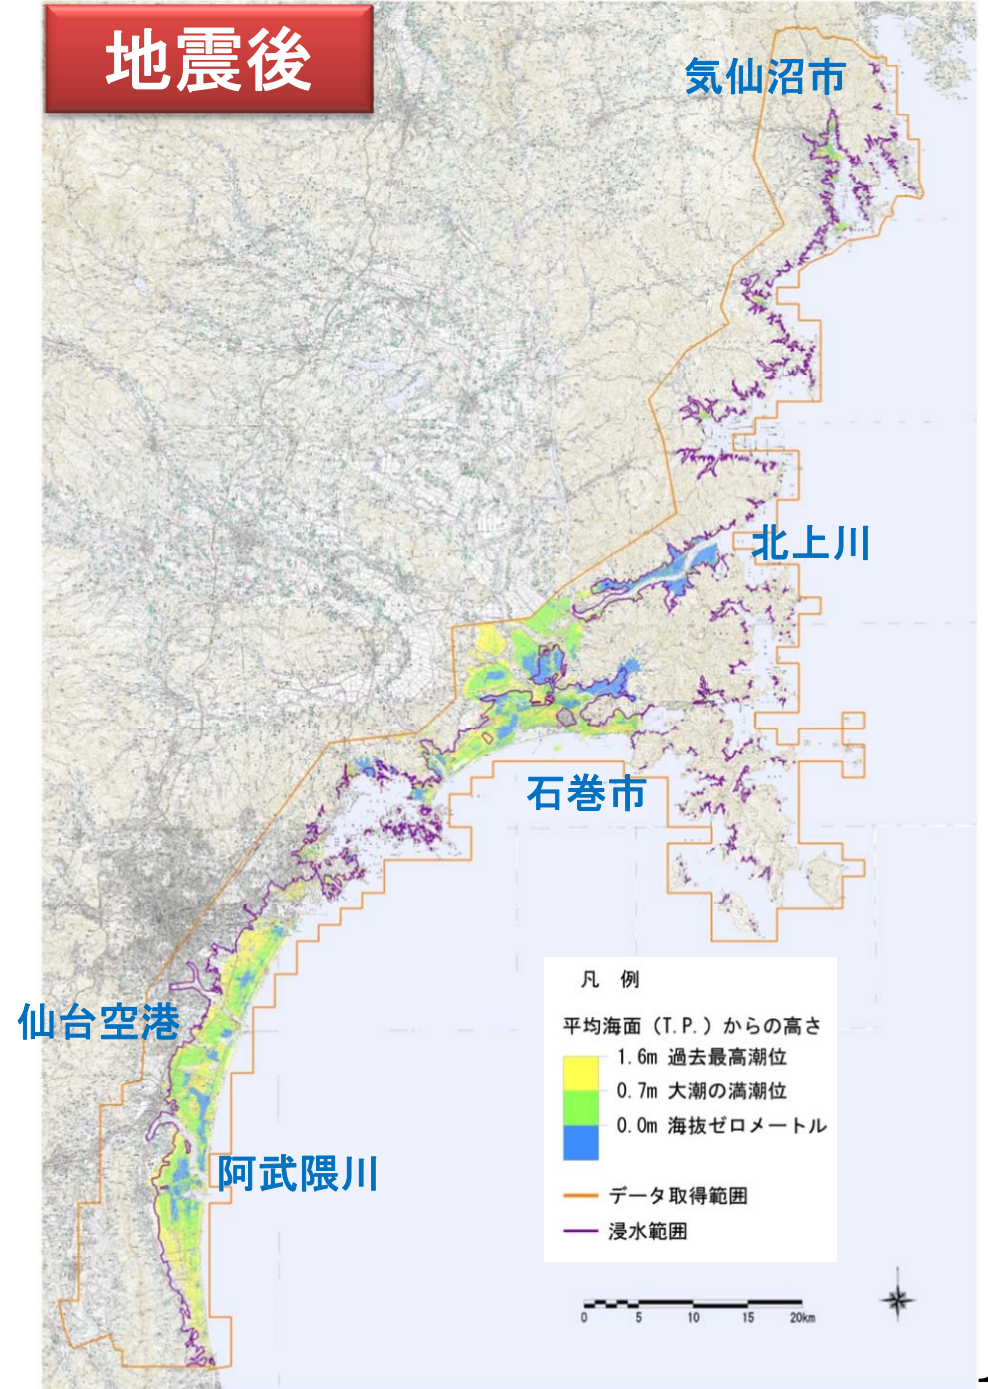 地震後
気仙沼市
北上川
石巻市
仙台空港
阿武隈川
凡 例
平均海面（T.P.）からの高さ
1.6m 過去最高潮位
0.7m 大潮の満潮位
0.0m 海抜ゼロメートル
データ取得範囲
浸水範囲
0 5 10 15 20km